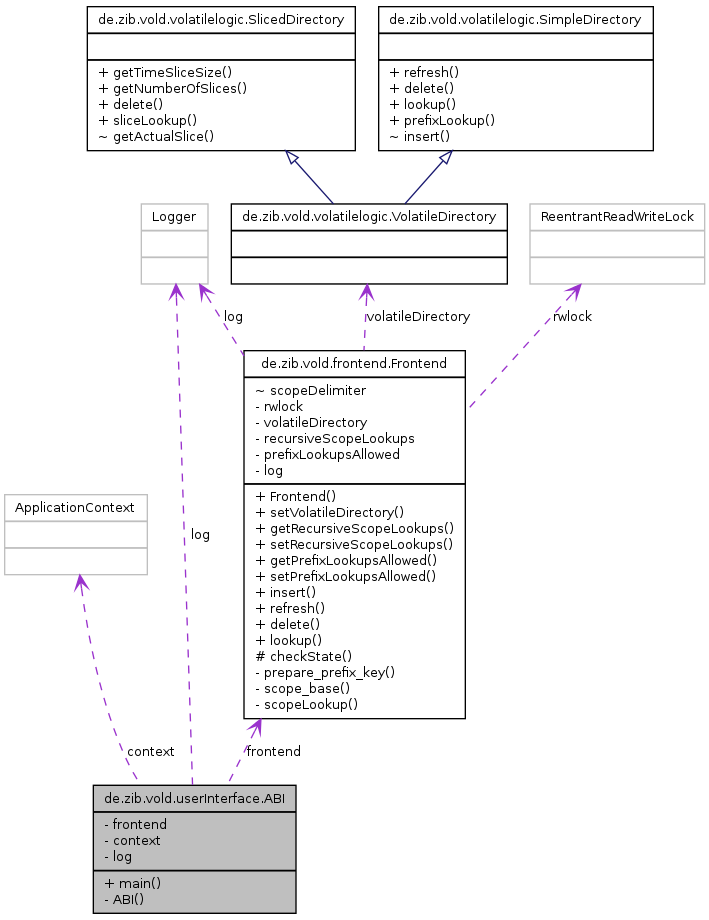 de.zib.vold.volatilelogic.SlicedDirectory
+ getTimeSliceSize()
+ getNumberOfSlices()
+ delete()
+ sliceLookup()
~ getActualSlice()
de.zib.vold.volatilelogic.SimpleDirectory
+ refresh()
+ delete()
+ lookup()
+ prefixLookup()
~ insert()
Logger
de.zib.vold.volatilelogic.VolatileDirectory
ReentrantReadWriteLock
log
volatileDirectory
rwlock
de.zib.vold.frontend.Frontend
~ scopeDelimiter
- rwlock
- volatileDirectory
- recursiveScopeLookups
- prefixLookupsAllowed
- log
+ Frontend()
+ setVolatileDirectory()
+ getRecursiveScopeLookups()
+ setRecursiveScopeLookups()
+ getPrefixLookupsAllowed()
+ setPrefixLookupsAllowed()
+ insert()
+ refresh()
+ delete()
+ lookup()
# checkState()
- prepare_prefix_key()
- scope_base()
- scopeLookup()
ApplicationContext
log
context
frontend
de.zib.vold.userInterface.ABI
- frontend
- context
- log
+ main()
- ABI()